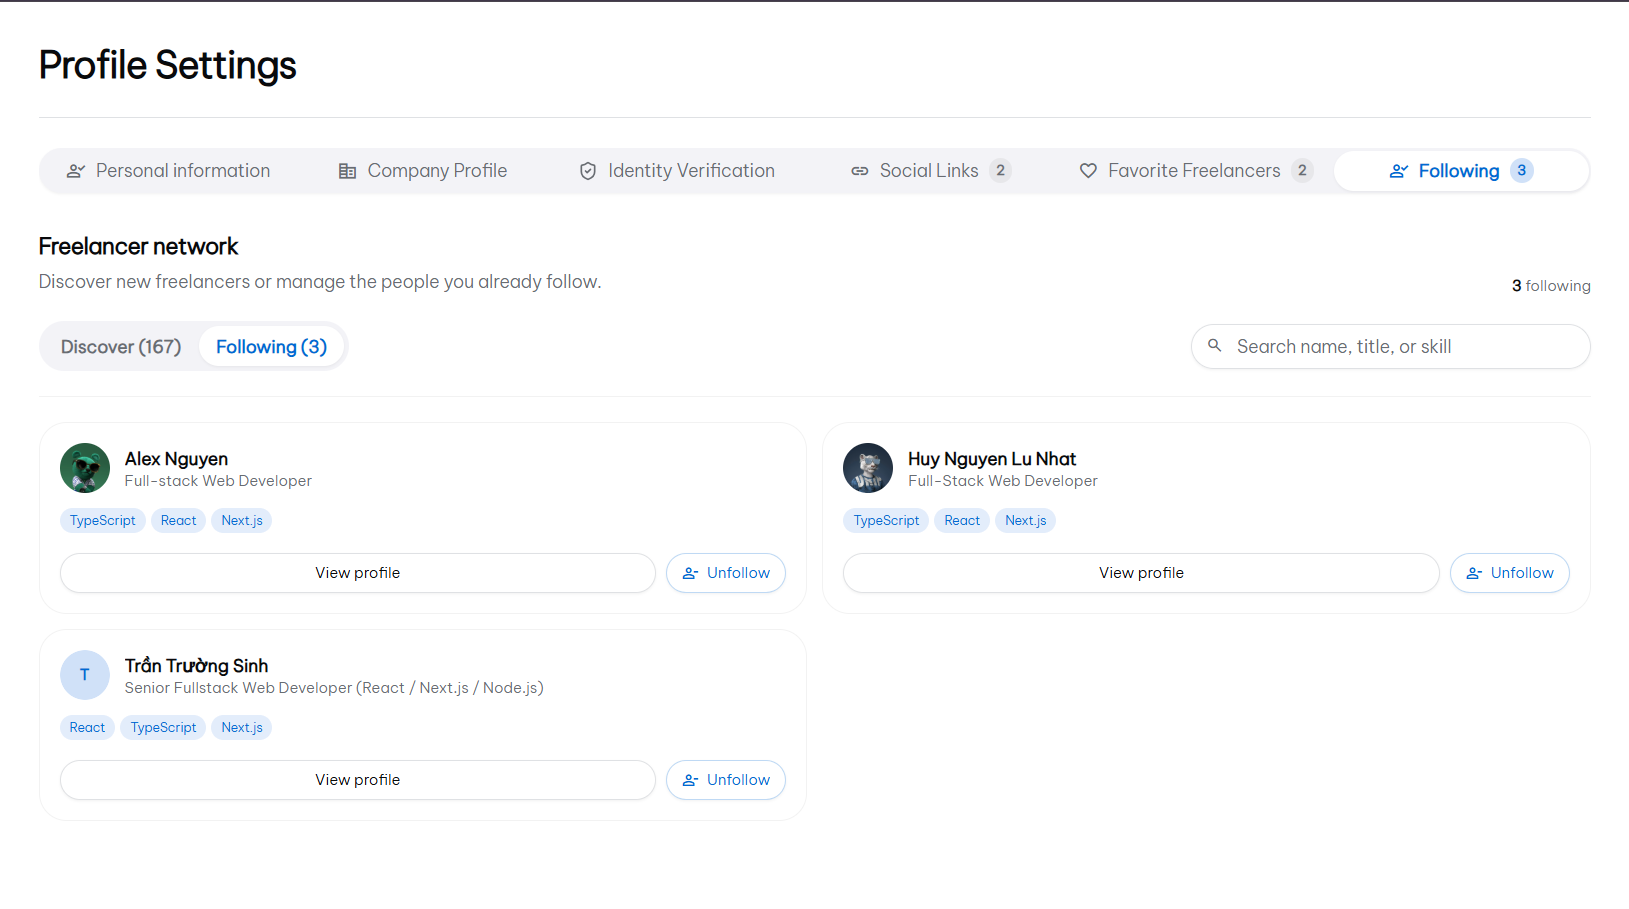 Profile Settings
Personal information
Company Profile
Identity Verification
Social Links 2
Favorite Freelancers 2
Following 3
Freelancer network
Discover new freelancers or manage the people you already follow.
3 following
Discover (167)
Following (3)
Search name, title, or skill
Alex Nguyen
Full-stack Web Developer
TypeScript React Next.js
View profile
Unfollow
Huy Nguyen Lu Nhat
Full-Stack Web Developer
TypeScript React Next.js
View profile
Unfollow
T
Trần Trường Sinh
Senior Fullstack Web Developer (React / Next.js / Node.js)
React TypeScript Next.js
View profile
Unfollow